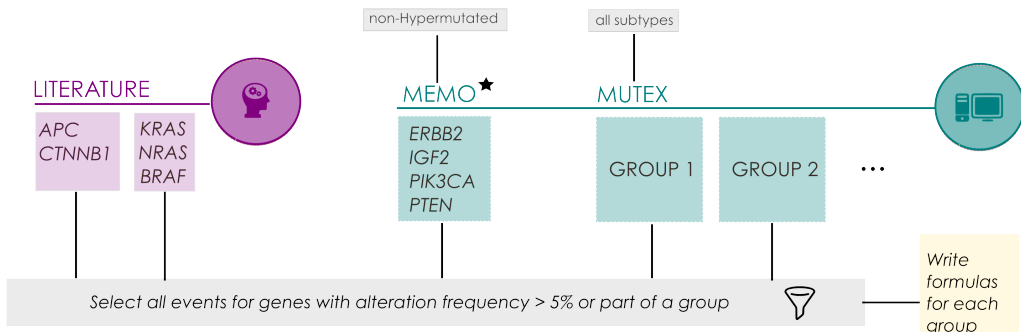 non-Hypermutated
all subtypes
LITERATURE
MEMO
MUTEX
APC
CTNNB1
KRAS
NRAS
BRAF
ERBB2
IGF2
PIK3CA
PTEN
GROUP 1
GROUP 2
...
Select all events for genes with alteration frequency > 5% or part of a group
Write
formulas
for each
group